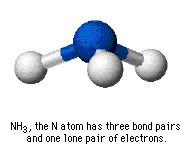 NH₃, the N atom has three bond pairs
and one lone pair of electrons.